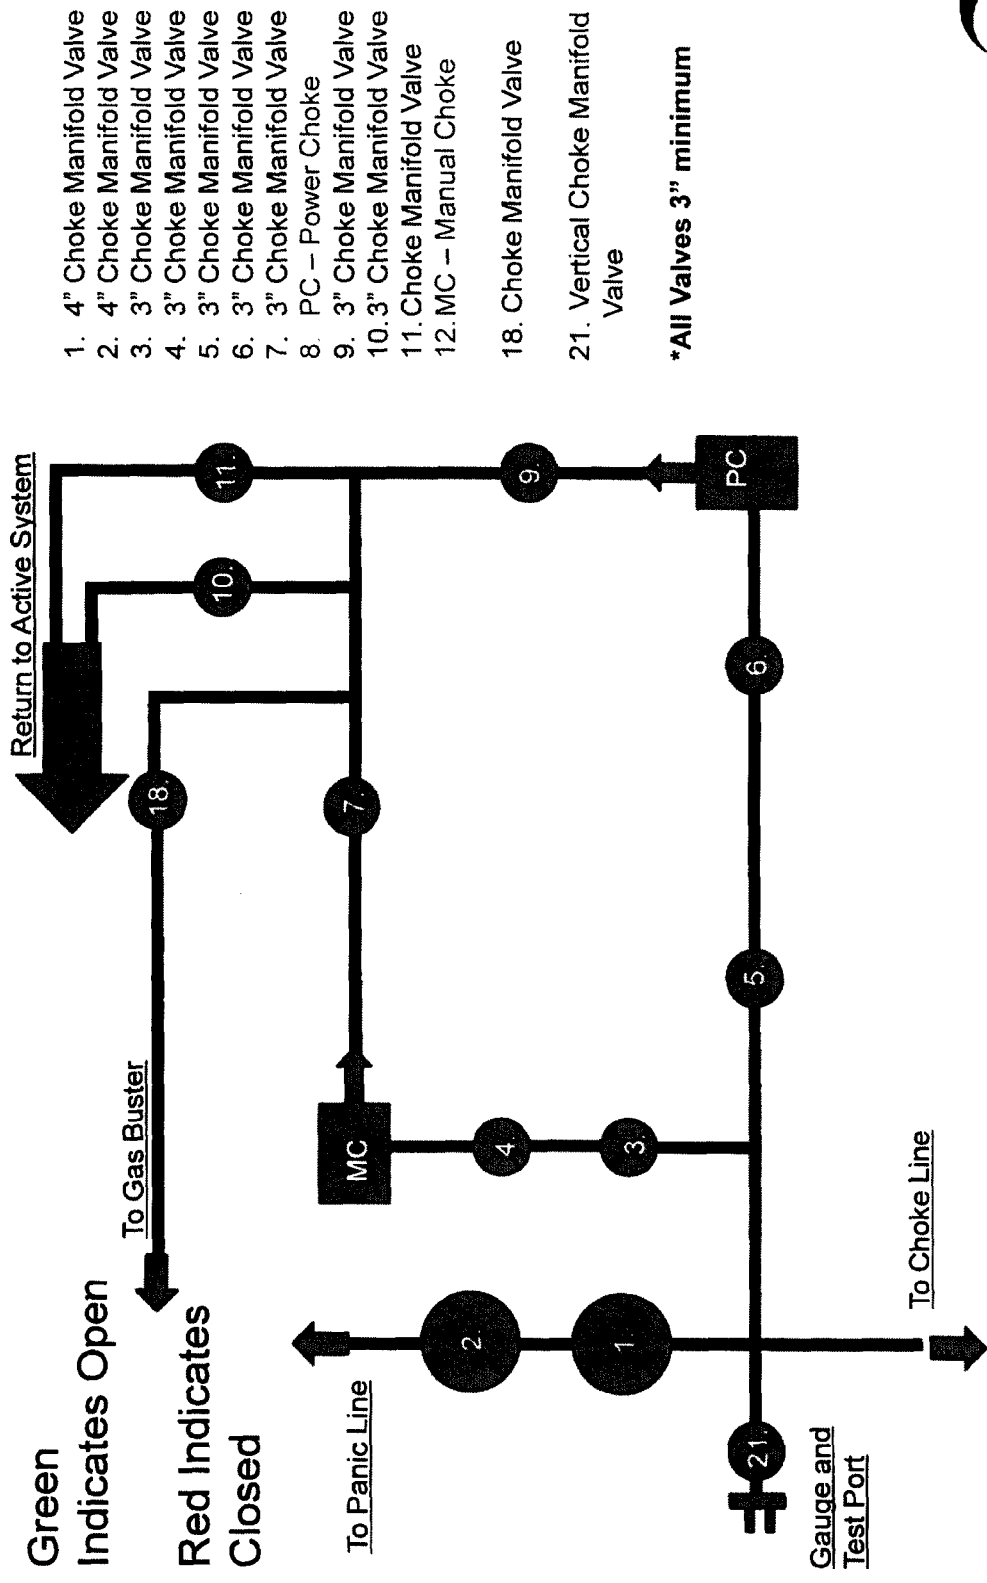 Green
Indicates Open
Red Indicates
Closed
To Gas Buster
Return to Active System
To Panic Line
To Choke Line
Gauge and
Test Port
18.
10.
11.
7.
9.
MC
4.
3.
2.
1.
21.
5.
6.
PC
1. 4" Choke Manifold Valve
2. 4" Choke Manifold Valve
3. 3" Choke Manifold Valve
4. 3" Choke Manifold Valve
5. 3" Choke Manifold Valve
6. 3" Choke Manifold Valve
7. 3" Choke Manifold Valve
8. PC – Power Choke
9. 3" Choke Manifold Valve
10. 3" Choke Manifold Valve
11. Choke Manifold Valve
12. MC – Manual Choke
18. Choke Manifold Valve
21. Vertical Choke Manifold
Valve
*All Valves 3" minimum